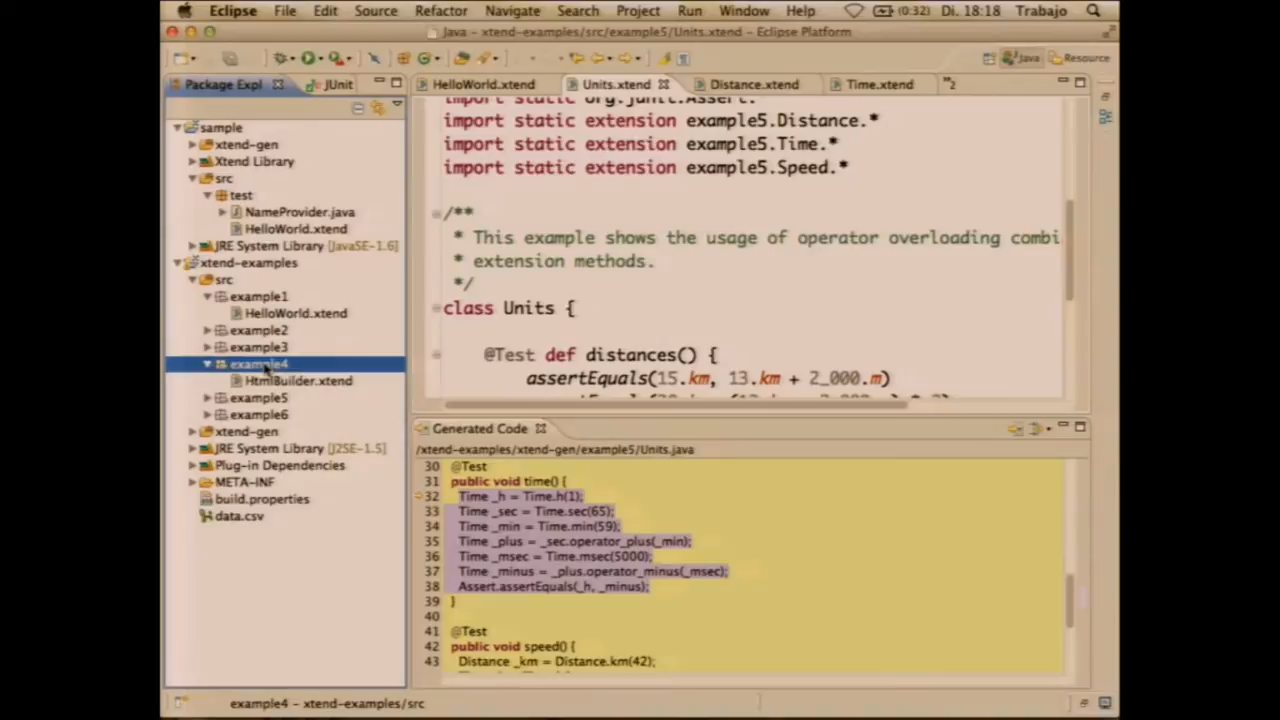 Eclipse File Edit Source Refactor Navigate Search Project Run Window Help (0:32) Di. 18:18 Trabajo
Java – xtend-examples/src/example5/Units.xtend – Eclipse Platform
Java Resource
Package Expl JUnit
HelloWorld.xtend Units.xtend Distance.xtend Time.xtend "2
sample
xtend-gen
Xtend Library
src
test
NameProvider.java
HelloWorld.xtend
JRE System Library [JavaSE-1.6]
xtend-examples
src
example1
HelloWorld.xtend
example2
example3
example4
HtmlBuilder.xtend
example5
example6
xtend-gen
JRE System Library [J2SE-1.5]
Plug-in Dependencies
META-INF
build.properties
data.csv
import static org.junit.Assert.
import static extension example5.Distance.*
import static extension example5.Time.*
import static extension example5.Speed.*
/**
* This example shows the usage of operator overloading combi
* extension methods.
*/
class Units {
@Test def distances() {
assertEquals(15.km, 13.km + 2_000.m)
Generated Code
/xtend-examples/xtend-gen/example5/Units.java
30 @Test
31 public void time() {
32 Time _h = Time.h(1);
33 Time _sec = Time.sec(65);
34 Time _min = Time.min(59);
35 Time _plus = _sec.operator_plus(_min);
36 Time _msec = Time.msec(5000);
37 Time _minus = _plus.operator_minus(_msec);
38 Assert.assertEquals(_h, _minus);
39 }
40
41 @Test
42 public void speed() {
43 Distance _km = Distance.km(42);
example4 – xtend-examples/src